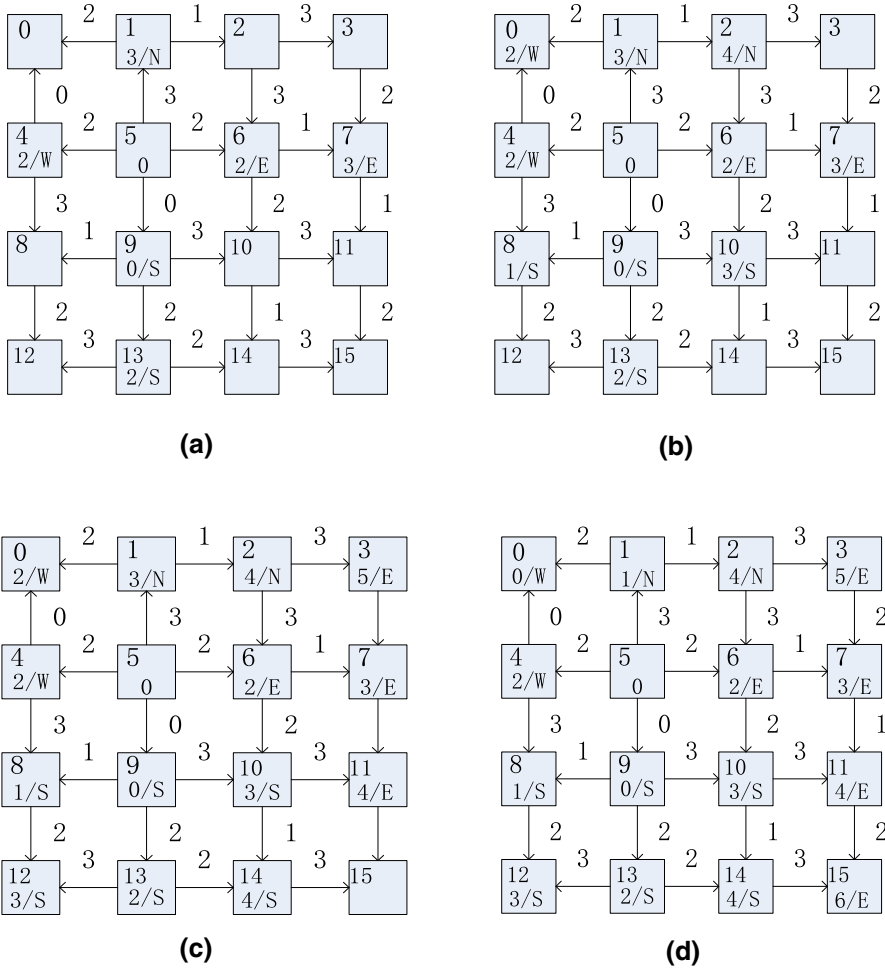 2 1 3
0 1 2 3
3/N
0 3 3 2
4 2 5 2 6 1 7
2/W 0 2/E 3/E
3 0 2 1
8 1 9 3 10 3 11
0/S
2 2 1 2
12 3 13 2 14 3 15
2/S
(a)
2 1 3
0 1 2 3
2/W 3/N 4/N
0 3 3 2
4 2 5 2 6 1 7
2/W 0 2/E 3/E
3 0 2 1
8 1 9 3 10 3 11
1/S 0/S 3/S
2 2 1 2
12 3 13 2 14 3 15
2/S
(b)
2 1 3
0 1 2 3
2/W 3/N 4/N 5/E
0 3 3
4 2 5 2 6 1 7
2/W 0 2/E 3/E
3 0 2
8 1 9 3 10 3 11
1/S 0/S 3/S 4/E
2 2 1
12 3 13 2 14 3 15
3/S 2/S 4/S
(c)
2 1 3
0 1 2 3
0/W 1/N 4/N 5/E
0 3 3 2
4 2 5 2 6 1 7
2/W 0 2/E 3/E
3 0 2 1
8 1 9 3 10 3 11
1/S 0/S 3/S 4/E
2 2 1 2
12 3 13 2 14 3 15
3/S 2/S 4/S 6/E
(d)